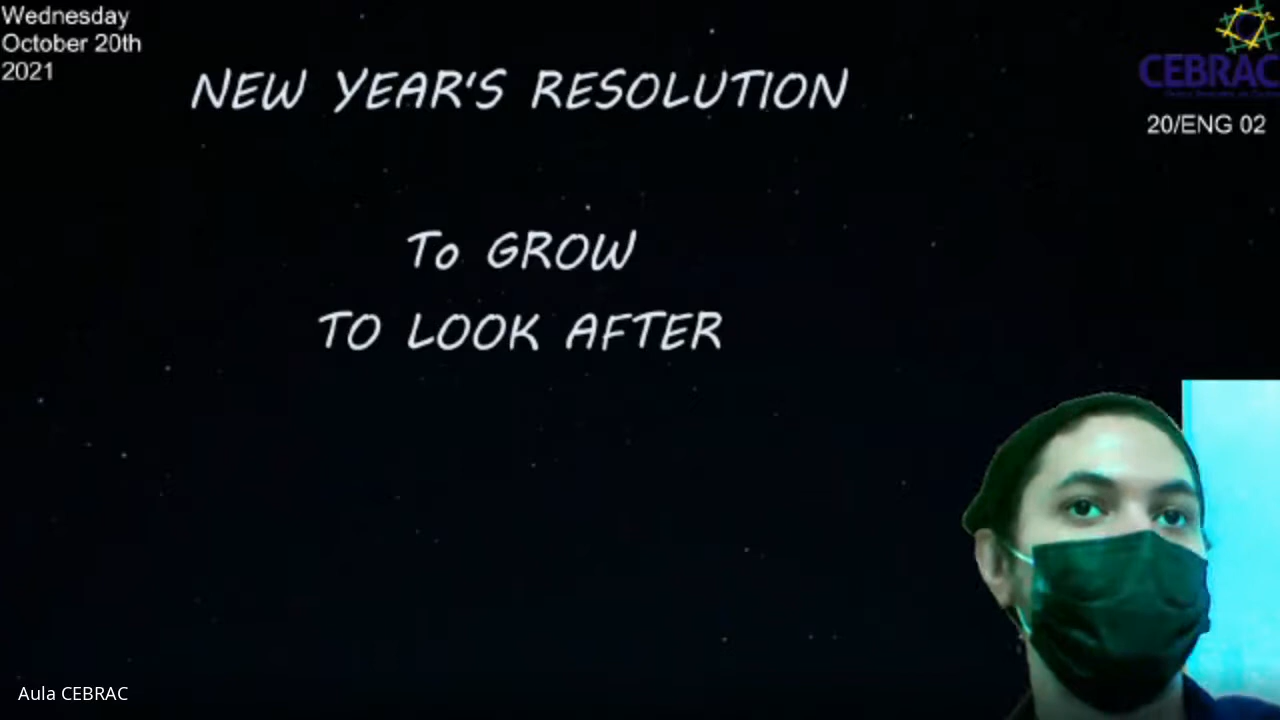 Wednesday
October 20th
2021
NEW YEAR'S RESOLUTION
CEBRAC
20/ENG 02
To GROW
TO LOOK AFTER
Aula CEBRAC